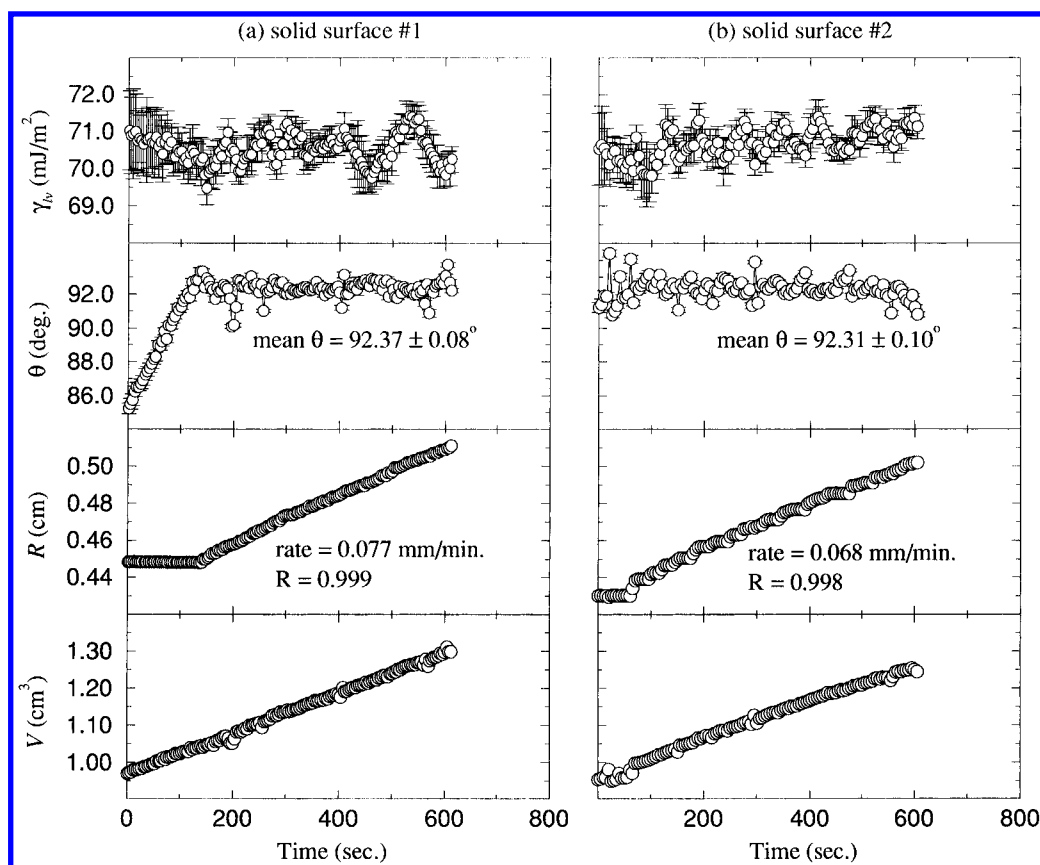 (a) solid surface #1
(b) solid surface #2
γlv (mJ/m²)
72.0
71.0
70.0
69.0
θ (deg.)
92.0
90.0
88.0
86.0
mean θ = 92.37 ± 0.08°
mean θ = 92.31 ± 0.10°
R (cm)
0.50
0.48
0.46
0.44
rate = 0.077 mm/min.
R = 0.999
rate = 0.068 mm/min.
R = 0.998
V (cm³)
1.30
1.20
1.10
1.00
0 200 400 600 800
0 200 400 600 800
Time (sec.)
Time (sec.)